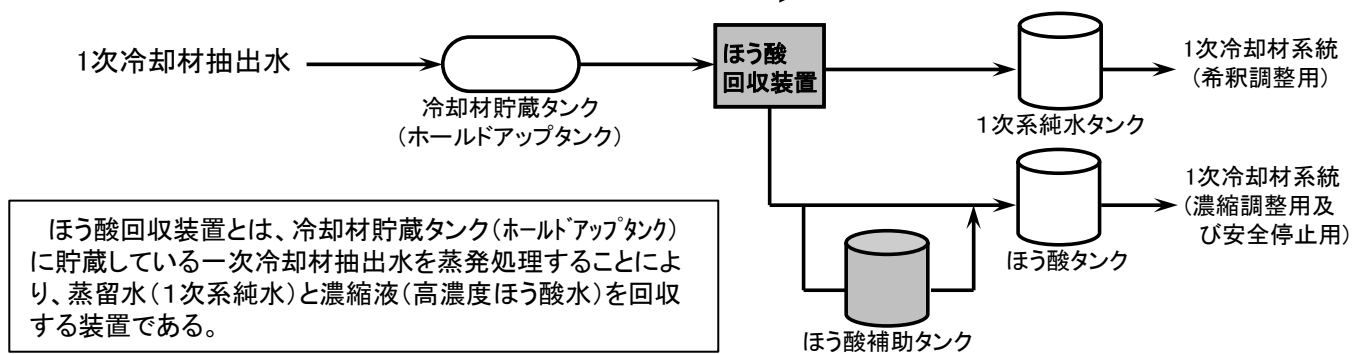 1次冷却材抽出水
冷却材貯蔵タンク
(ホールドアップタンク)
ほう酸
回収装置
1次系純水タンク
1次冷却材系統
(希釈調整用)
ほう酸タンク
1次冷却材系統
(濃縮調整用及
び安全停止用)
ほう酸補助タンク
ほう酸回収装置とは、冷却材貯蔵タンク(ﾎｰﾙﾄﾞｱｯﾌﾟﾀﾝｸ)
に貯蔵している一次冷却材抽出水を蒸発処理することによ
り、蒸留水(1次系純水)と濃縮液(高濃度ほう酸水)を回収
する装置である。